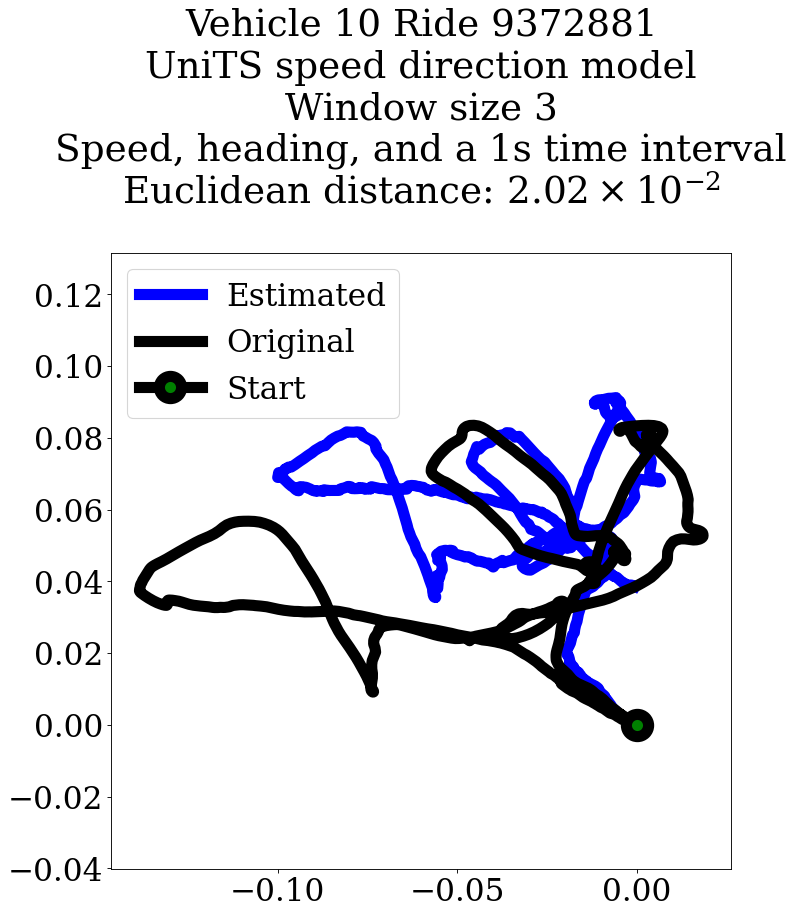 Vehicle 10 Ride 9372881
UniTS speed direction model
Window size 3
Speed, heading, and a 1s time interval
Euclidean distance: 2.02 × 10⁻²
Estimated
Original
Start
0.12
0.10
0.08
0.06
0.04
0.02
0.00
−0.02
−0.04
−0.10 −0.05 0.00